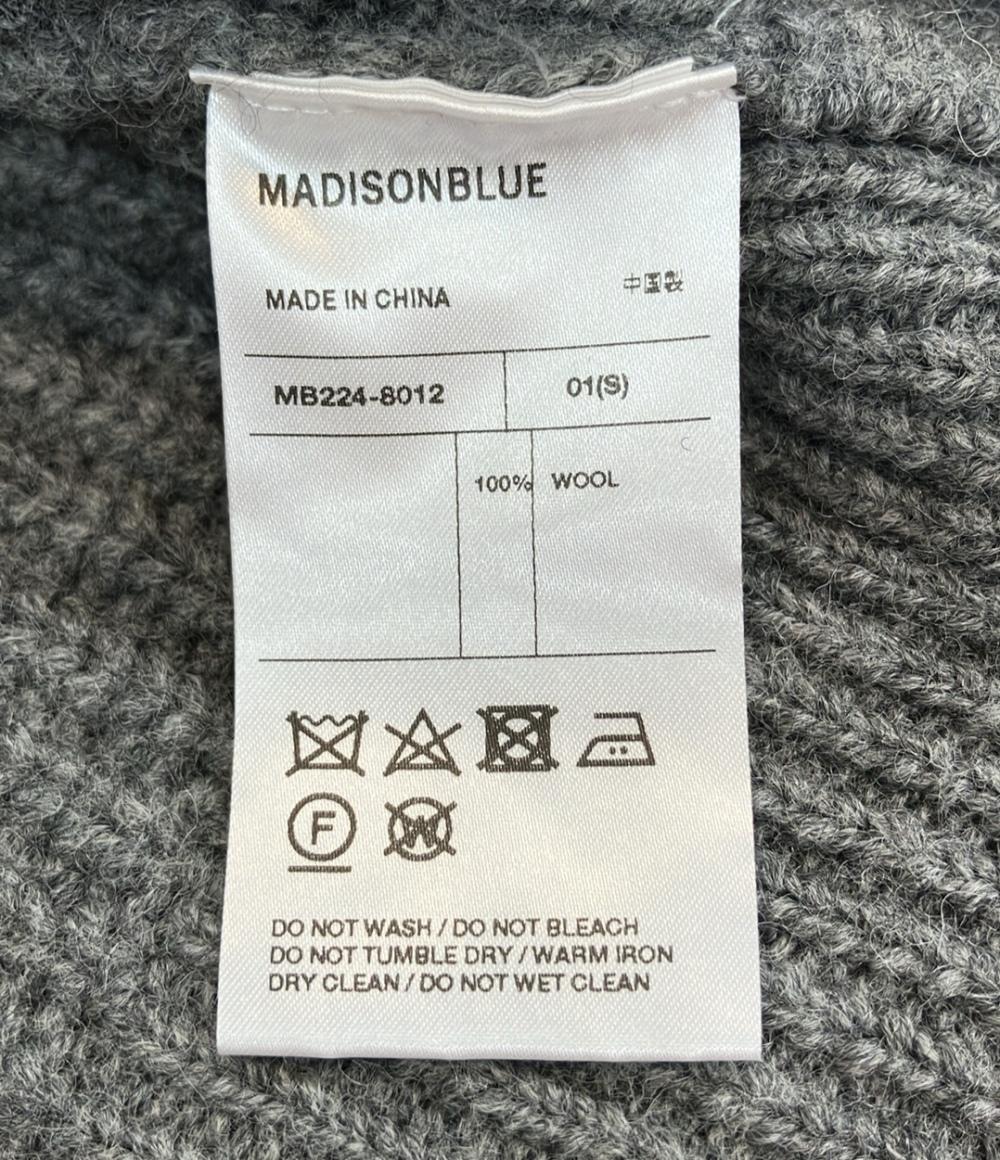 MADISONBLUE
MADE IN CHINA 中国製
MB224-8012 01(S)
100% WOOL
F W
DO NOT WASH / DO NOT BLEACH
DO NOT TUMBLE DRY / WARM IRON
DRY CLEAN / DO NOT WET CLEAN